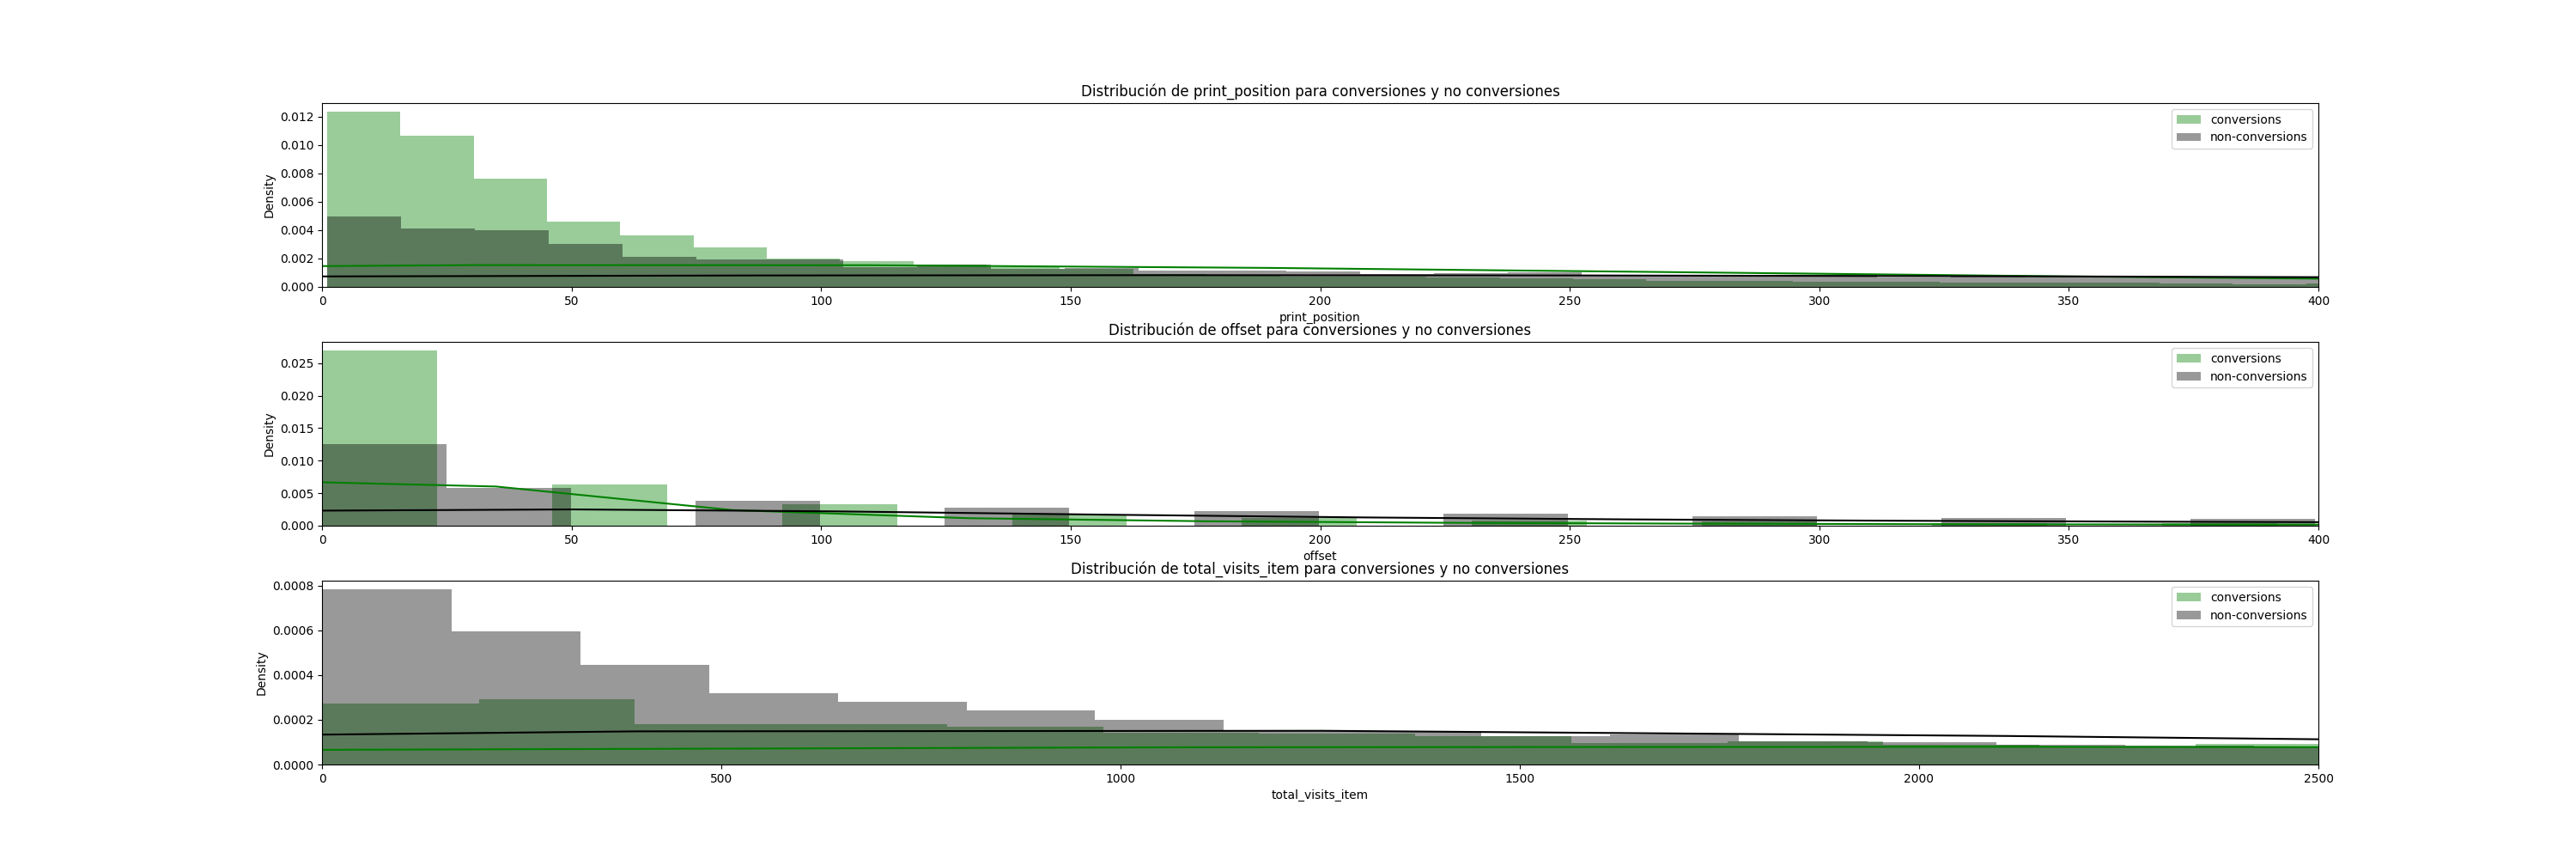 Distribución de print_position para conversiones y no conversiones
0.012
0.010
0.008
0.006
0.004
0.002
0.000
Density
conversions
non-conversions
0 50 100 150 200 250 300 350 400
print_position
Distribución de offset para conversiones y no conversiones
0.025
0.020
0.015
0.010
0.005
0.000
Density
conversions
non-conversions
0 50 100 150 200 250 300 350 400
offset
Distribución de total_visits_item para conversiones y no conversiones
0.0008
0.0006
0.0004
0.0002
0.0000
Density
conversions
non-conversions
0 500 1000 1500 2000 2500
total_visits_item